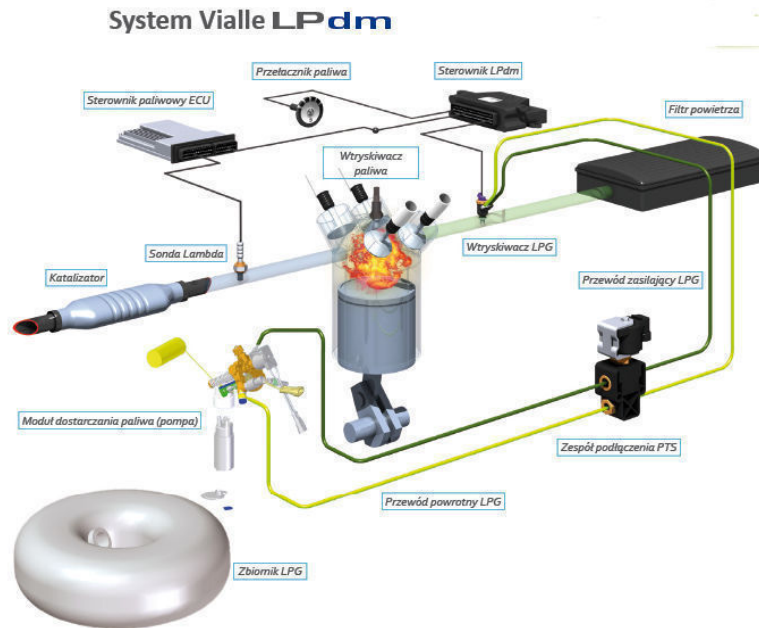 System Vialle LPdm
Przełacznik paliwa
Sterownik LPdm
Sterownik paliwowy ECU
Filtr powietrza
Wtryskiwacz
paliwa
Sonda Lambda
Wtryskiwacz LPG
Katalizator
Przewód zasilający LPG
Moduł dostarczania paliwa (pompa)
Zespół podłączenia PTS
Przewód powrotny LPG
Zbiornik LPG